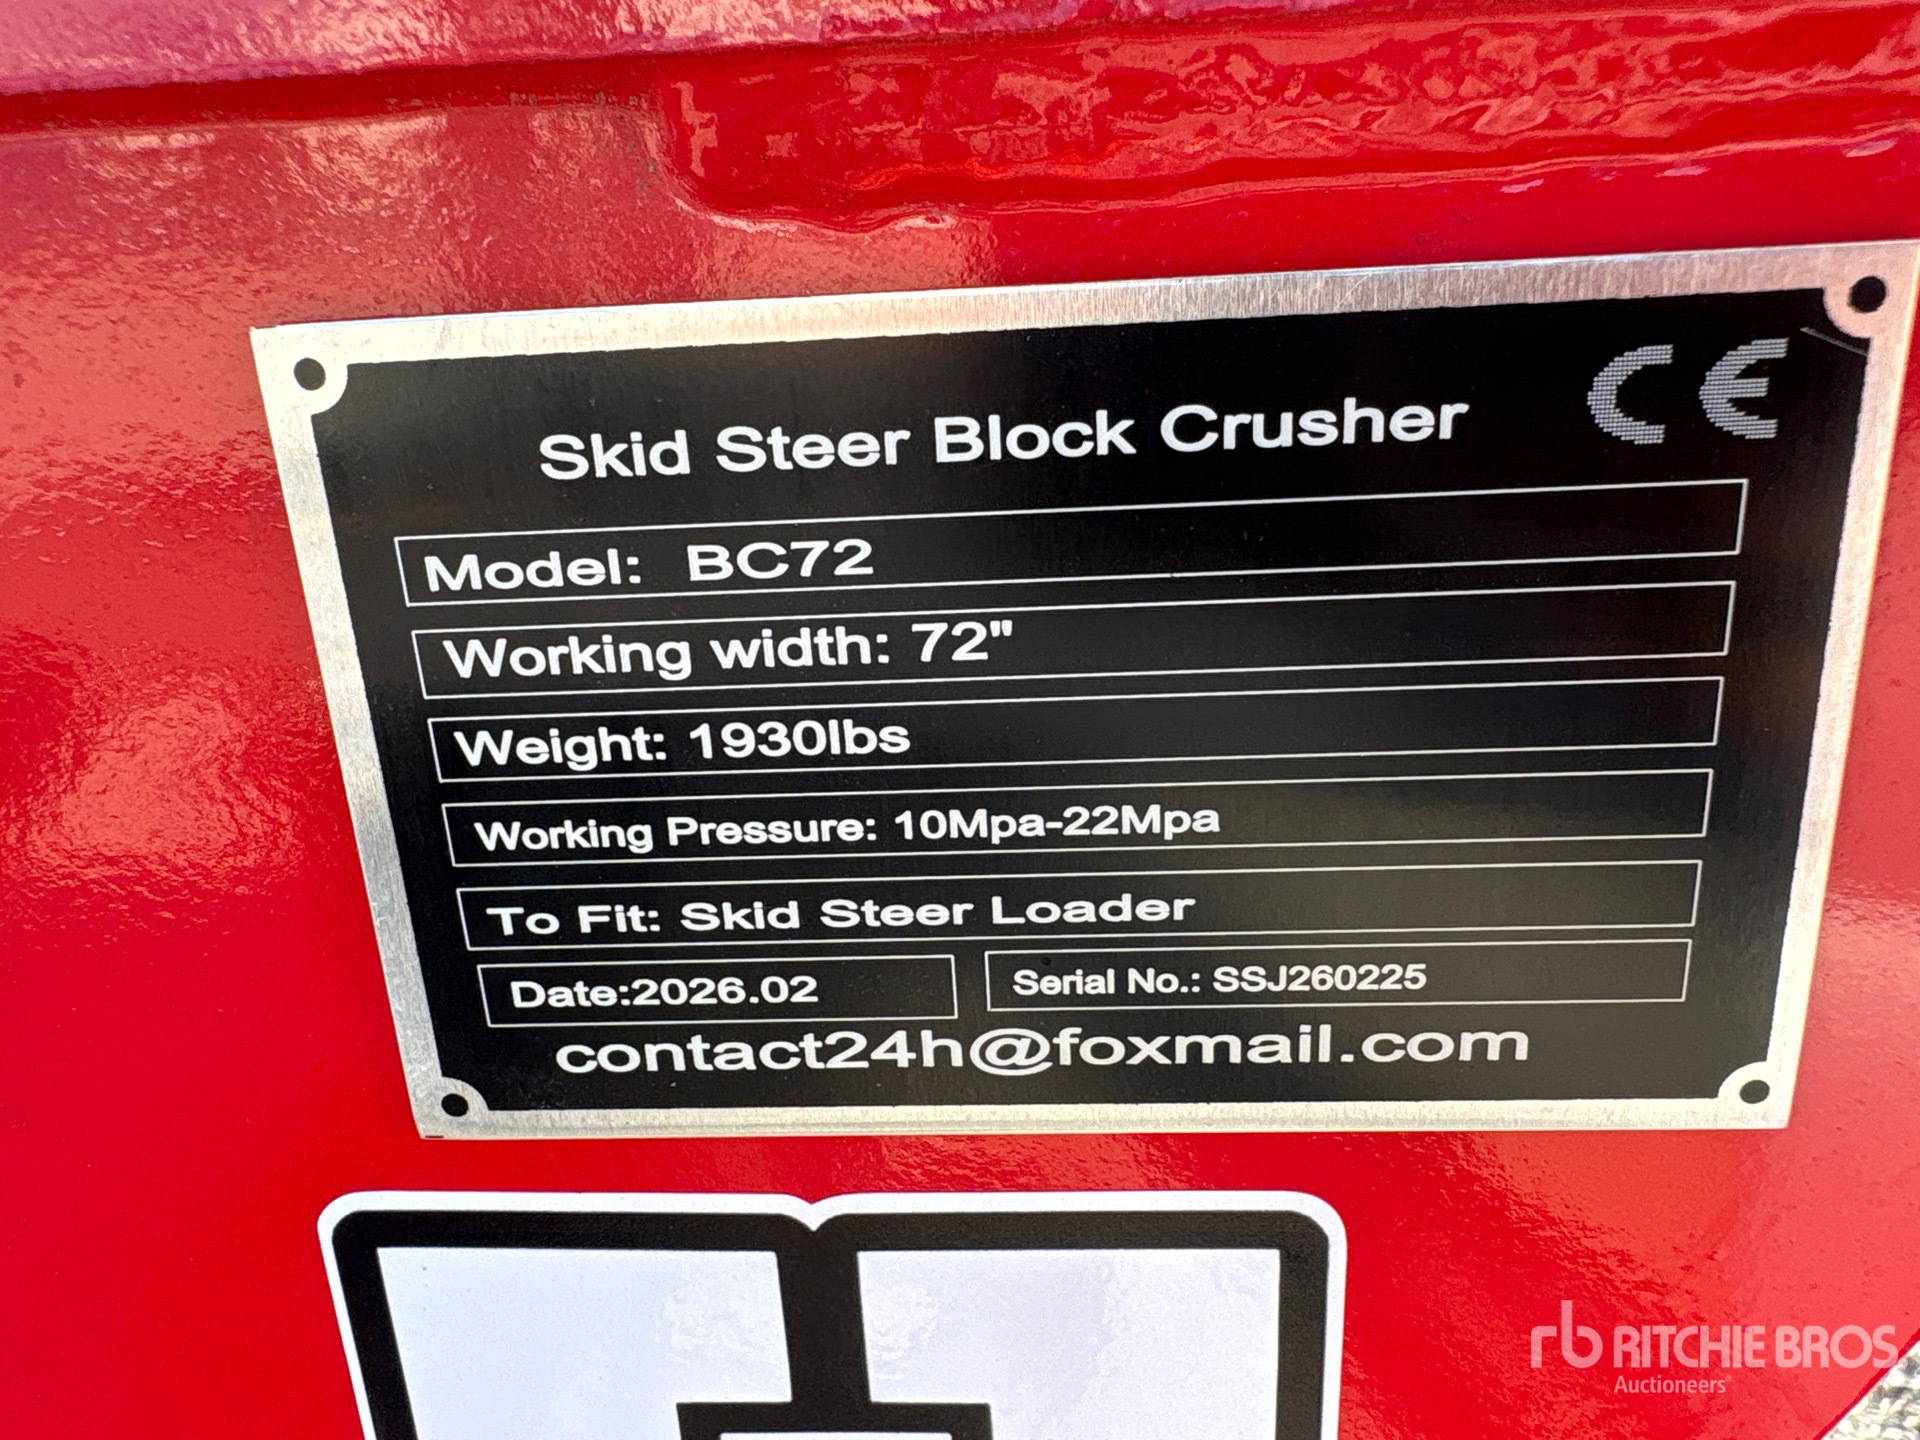 CE
Skid Steer Block Crusher
Model: BC72
Working width: 72"
Weight: 1930lbs
Working Pressure: 10Mpa-22Mpa
To Fit: Skid Steer Loader
Date:2026.02
Serial No.: SSJ260225
contact24h@foxmail.com
rb RITCHIE BROS
Auctioneers